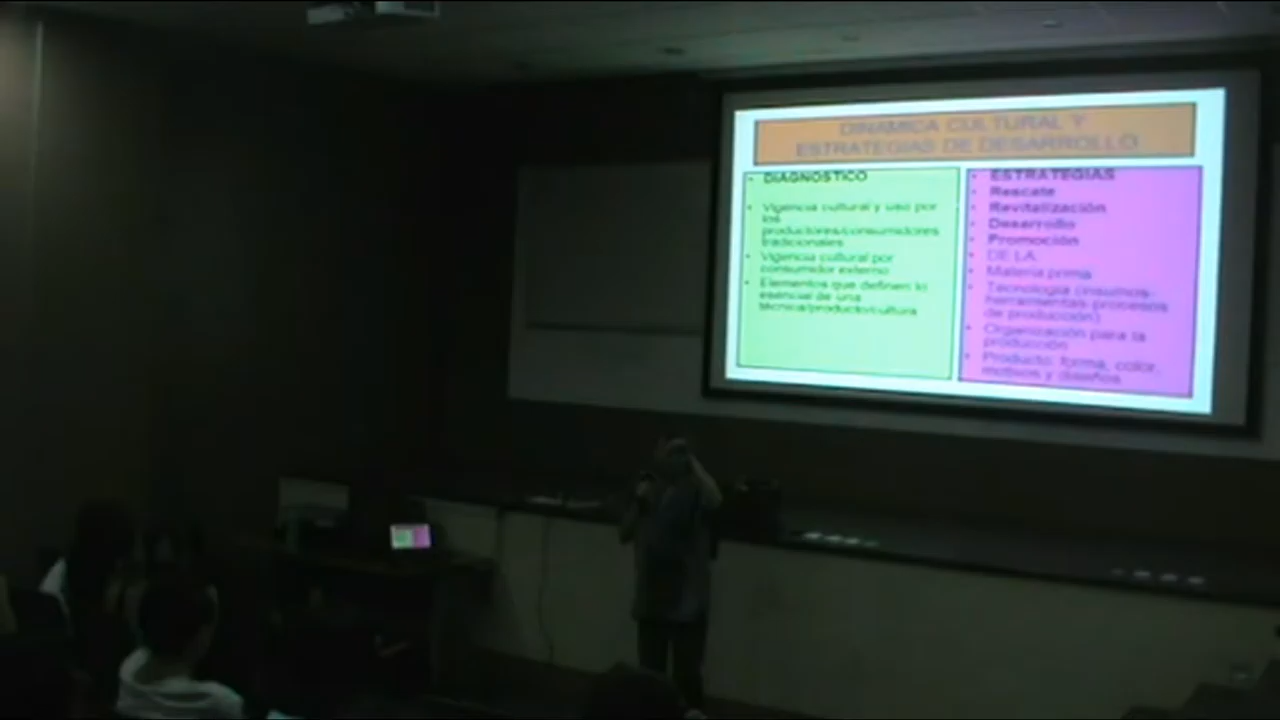 DINAMICA CULTURAL Y
ESTRATEGIAS DE DESARROLLO
• DIAGNOSTICO
• Vigencia cultural y uso por
los
productores/consumidores
tradicionales
• Vigencia cultural por
consumidor externo
• Elementos que definen lo
esencial de una
técnica/producto/cultura
• ESTRATEGIAS
• Rescate
• Revitalización
• Desarrollo
• Promoción
• DE LA
• Materia prima
• Tecnología (insumos-
herramientas-procesos
de producción)
• Organización para la
producción
• Producto: forma, color,
motivos y diseños